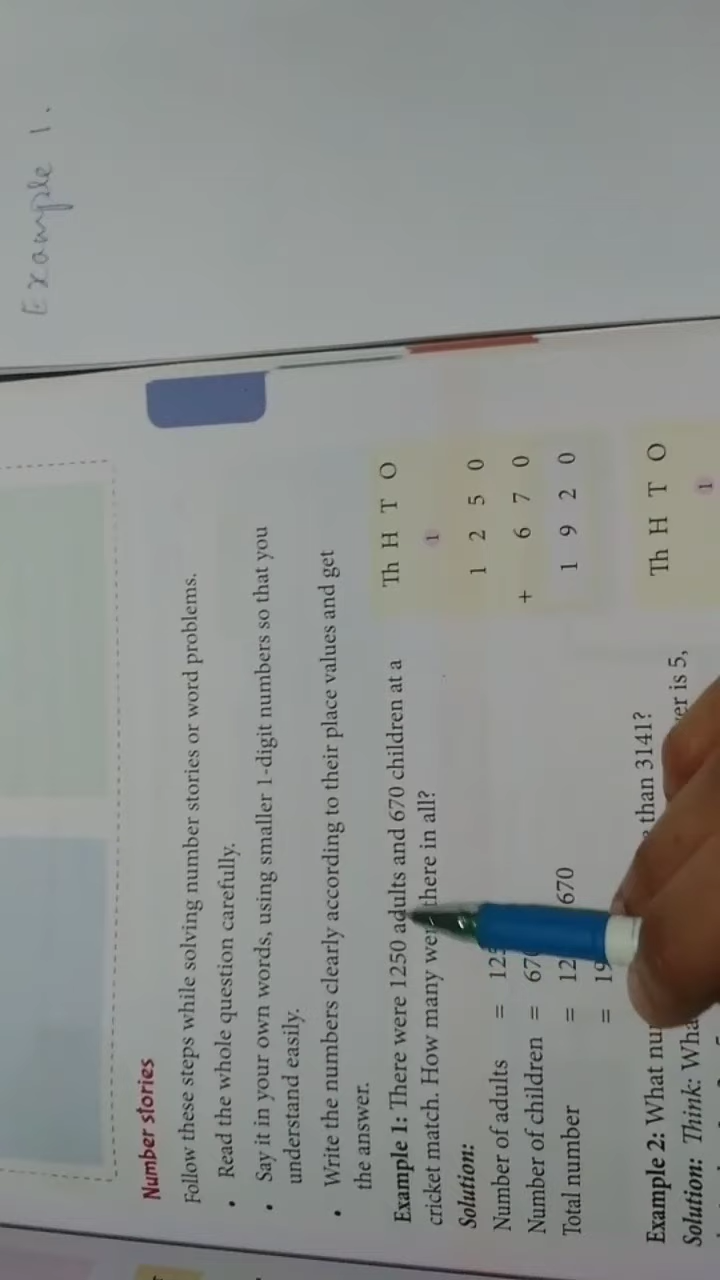 Example 1.
Number stories
Follow these steps while solving number stories or word problems.
• Read the whole question carefully.
• Say it in your own words, using smaller 1-digit numbers so that you
understand easily.
• Write the numbers clearly according to their place values and get
the answer.
Example 1: There were 1250 adults and 670 children at a
cricket match. How many were there in all?
Solution:
Number of adults =
Number of children =
Total number = 670
=
Th H T O
1
1 2 5 0
+ 6 7 0
1 9 2 0
Example 2: What than 3141?
Solution: Think: is 5,
Th H T O
1